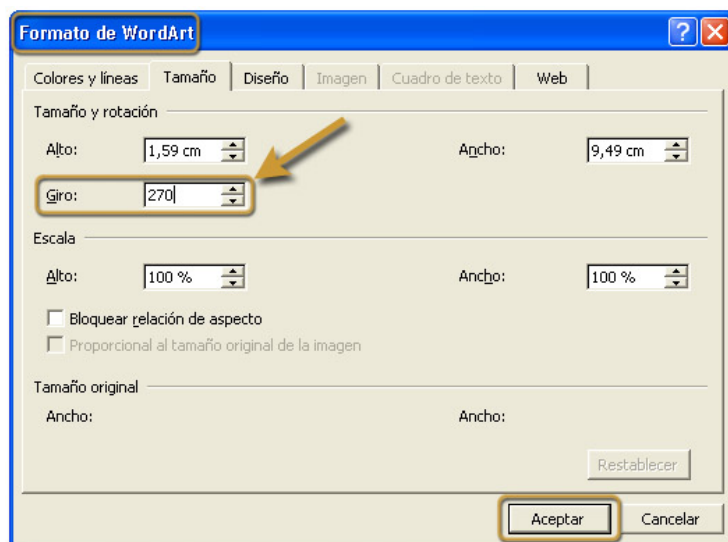 Formato de WordArt
Colores y líneas Tamaño Diseño Imagen Cuadro de texto Web
Tamaño y rotación
Alto: 1,59 cm Ancho: 9,49 cm
Giro: 270
Escala
Alto: 100 % Ancho: 100 %
Bloquear relación de aspecto
Proporcional al tamaño original de la imagen
Tamaño original
Ancho: Ancho:
Restablecer
Aceptar Cancelar